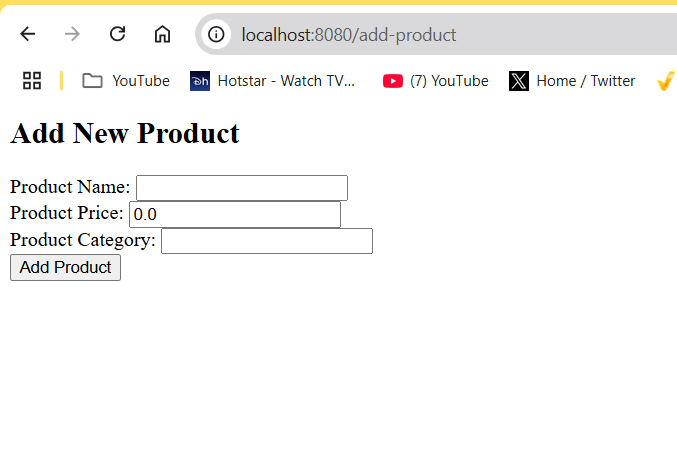 localhost:8080/add-product
YouTube Hotstar - Watch TV... (7) YouTube Home / Twitter
Add New Product
Product Name:
Product Price: 0.0
Product Category:
Add Product